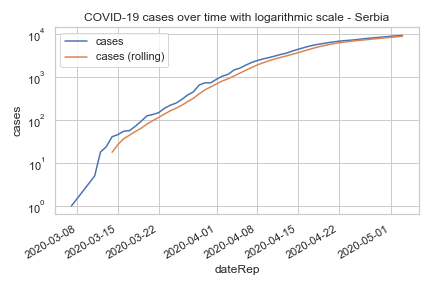 COVID-19 cases over time with logarithmic scale - Serbia
cases
cases (rolling)
10⁴
10³
10²
10¹
10⁰
cases
2020-03-08
2020-03-15
2020-03-22
2020-04-01
2020-04-08
2020-04-15
2020-04-22
2020-05-01
dateRep